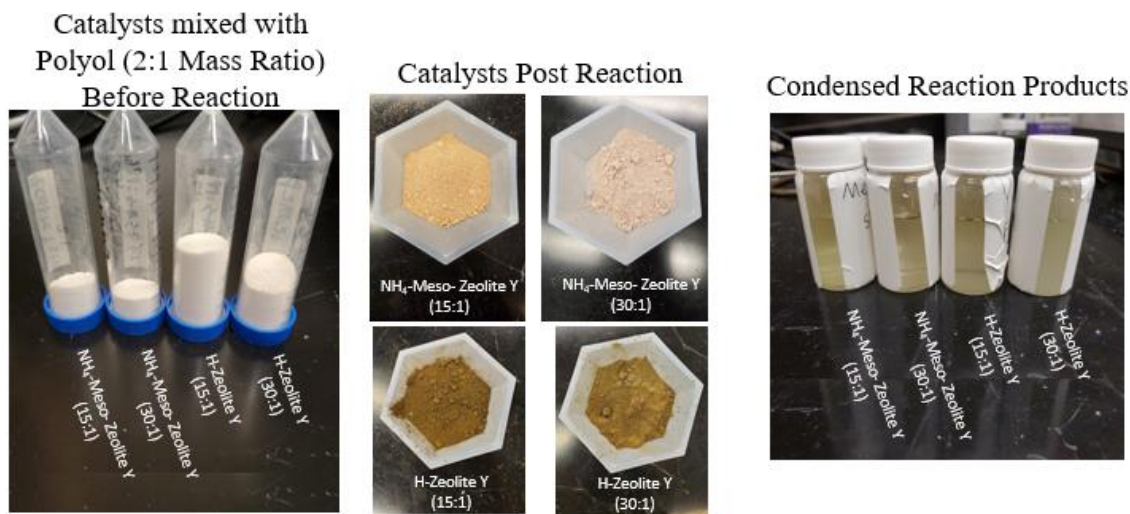 Catalysts mixed with
Polyol (2:1 Mass Ratio)
Before Reaction
NH₄-Meso- Zeolite Y
(15:1)
NH₄-Meso- Zeolite Y
(30:1)
H-Zeolite Y
(15:1)
H-Zeolite Y
(30:1)
Catalysts Post Reaction
NH₄-Meso- Zeolite Y
(15:1)
NH₄-Meso- Zeolite Y
(30:1)
H-Zeolite Y
(15:1)
H-Zeolite Y
(30:1)
Condensed Reaction Products
NH₄-Meso- Zeolite Y
(15:1)
NH₄-Meso- Zeolite Y
(30:1)
H-Zeolite Y
(15:1)
H-Zeolite Y
(30:1)